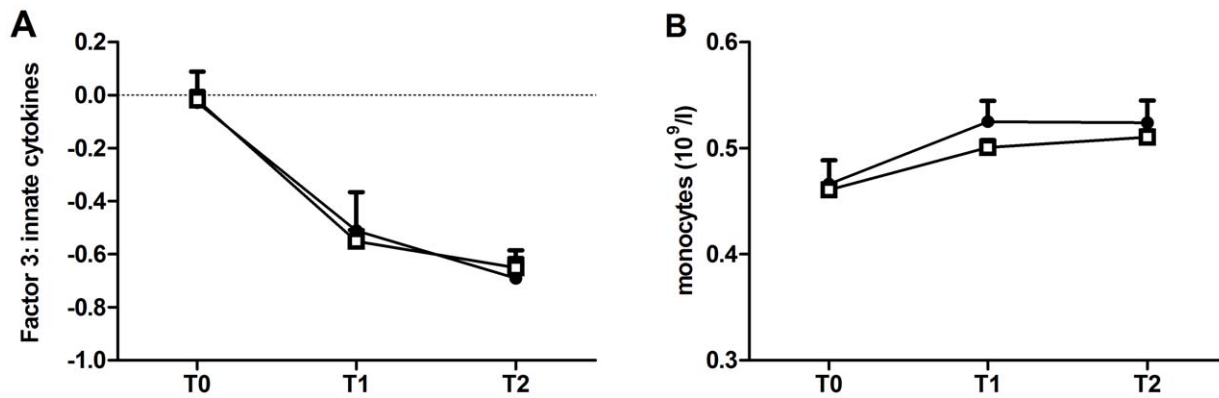 A
Factor 3: innate cytokines
0.2
0.0
-0.2
-0.4
-0.6
-0.8
-1.0
T0 T1 T2
B
monocytes (10⁹/l)
0.6
0.5
0.4
0.3
T0 T1 T2